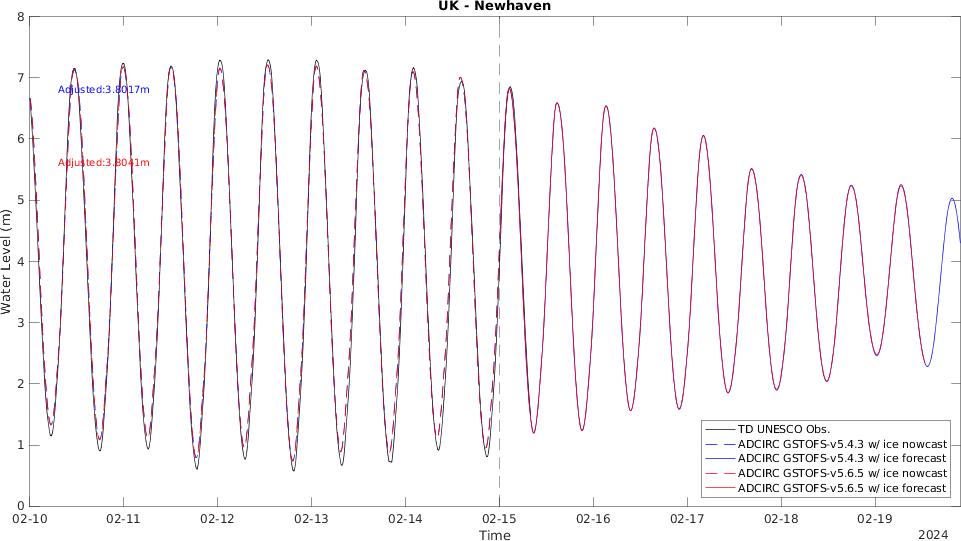 UK - Newhaven
8
7
6
5
4
3
2
1
0
Water Level (m)
Adjusted:3.8017m
Adjusted:3.8041m
TD UNESCO Obs.
ADCIRC GSTOFS-v5.4.3 w/ ice nowcast
ADCIRC GSTOFS-v5.4.3 w/ ice forecast
ADCIRC GSTOFS-v5.6.5 w/ ice nowcast
ADCIRC GSTOFS-v5.6.5 w/ ice forecast
02-10 02-11 02-12 02-13 02-14 02-15 02-16 02-17 02-18 02-19
Time
2024